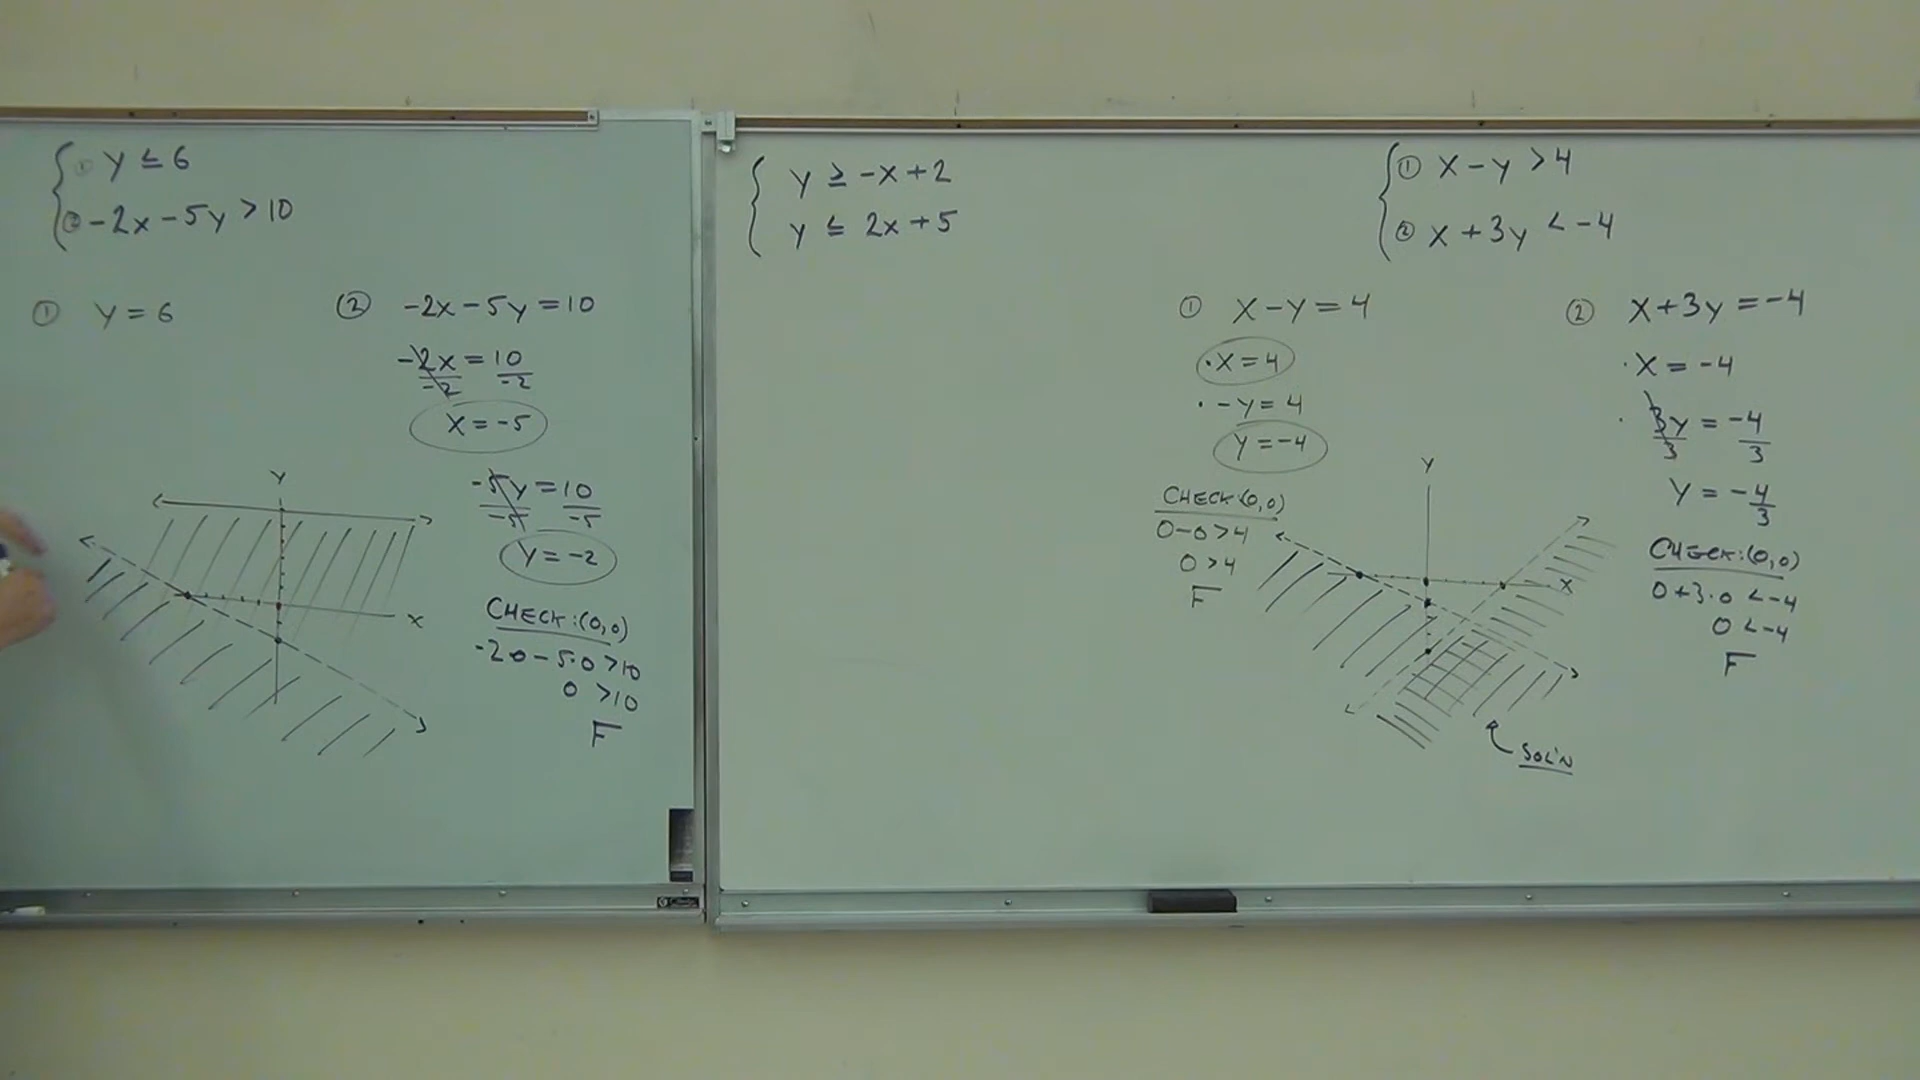 ① y ≤ 6
② -2x - 5y > 10
① y = 6
② -2x - 5y = 10
-2x = 10
-2 -2
x = -5
-5y = 10
-5 -5
y = -2
CHECK: (0,0)
-2·0 - 5·0 > 10
0 > 10
F
y
x
y ≥ -x + 2
y ≤ 2x + 5
① x - y > 4
② x + 3y < -4
① x - y = 4
· x = 4
· -y = 4
y = -4
CHECK: (0,0)
0 - 0 > 4
0 > 4
F
② x + 3y = -4
· x = -4
· 3y = -4
3 3
y = -4
3
CHECK: (0,0)
0 + 3·0 < -4
0 < -4
F
y
x
SOL'N